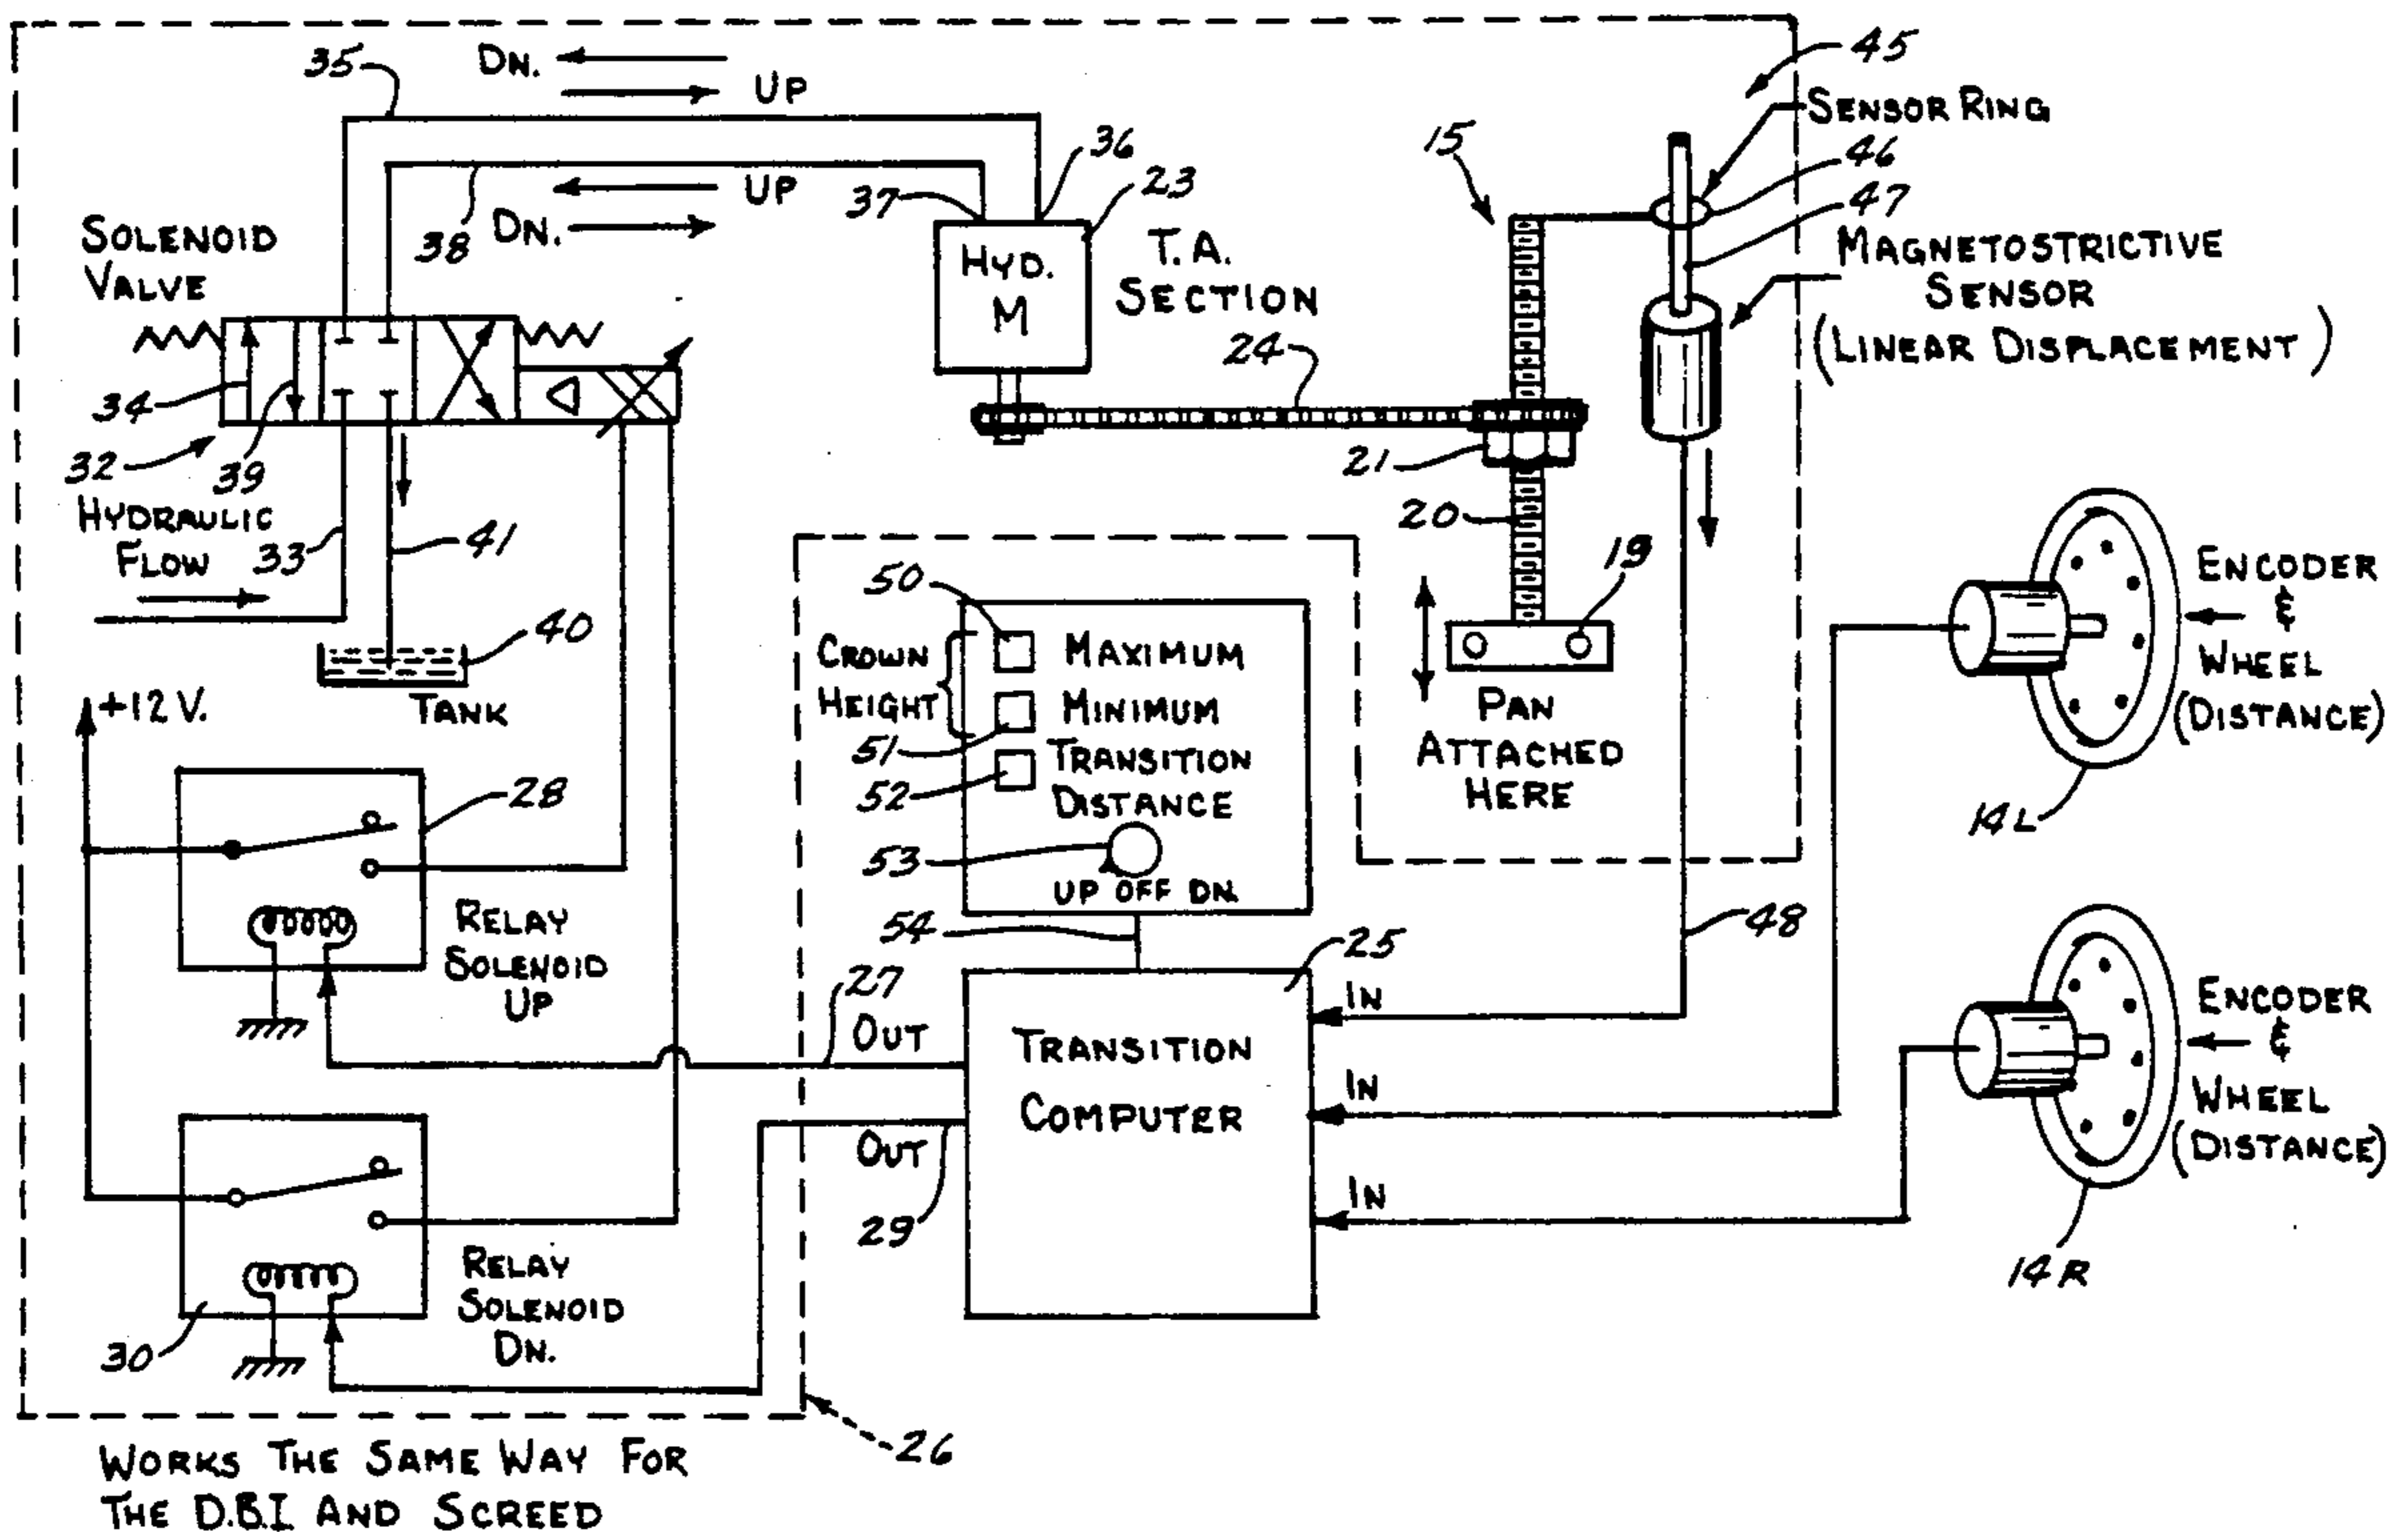 35
DN.
UP
45
SENSOR RING
15
46
36
23
37
UP
38
DN.
47
SOLENOID
VALVE
HYD.
M
T.A.
SECTION
MAGNETOSTRICTIVE
SENSOR
(LINEAR DISPLACEMENT)
24
34
32
39
21
HYDRAULIC
FLOW
33
41
20
19
40
TANK
50
CROWN
HEIGHT
MAXIMUM
MINIMUM
51
TRANSITION
DISTANCE
52
53
UP OFF DN.
54
PAN
ATTACHED
HERE
ENCODER
&
WHEEL
(DISTANCE)
14L
+12 V.
28
RELAY
SOLENOID
UP
27
OUT
25
48
IN
TRANSITION
COMPUTER
IN
OUT
29
IN
ENCODER
&
WHEEL
(DISTANCE)
14R
RELAY
SOLENOID
DN.
30
26
WORKS THE SAME WAY FOR
THE D.B.I AND SCREED